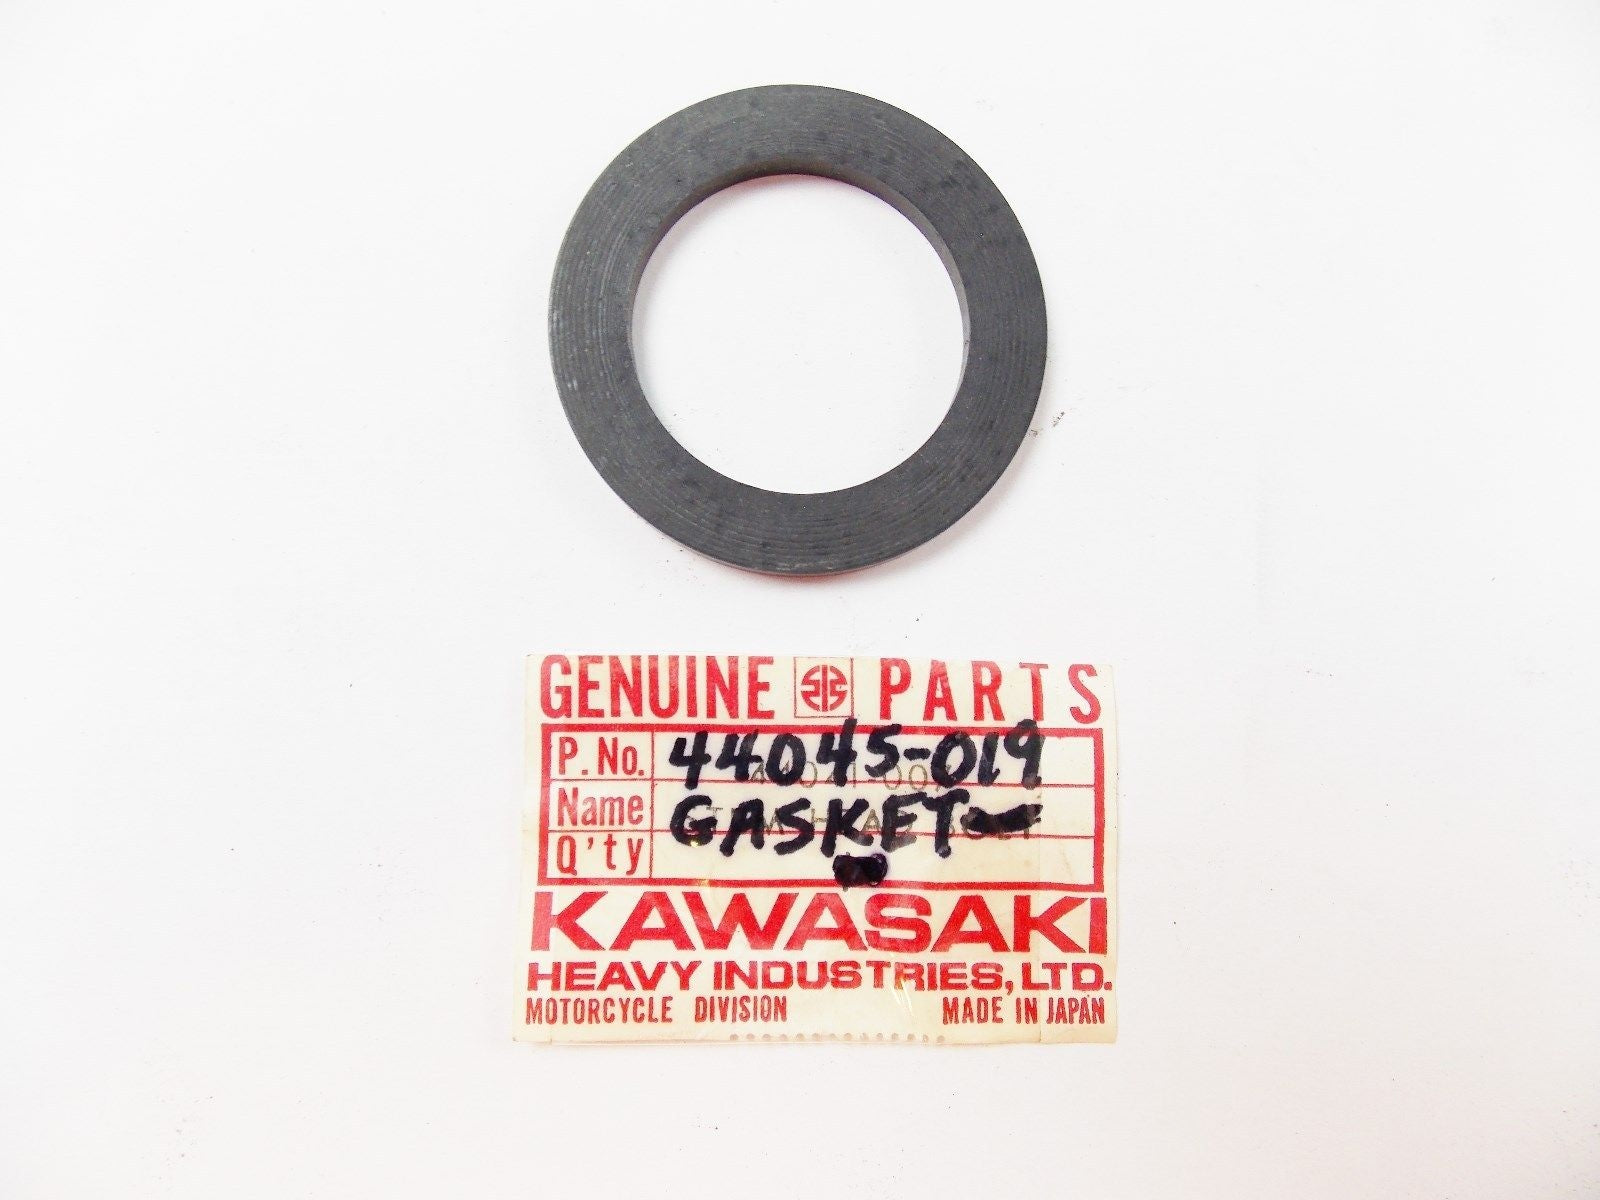 GENUINE PARTS
P. No. 44045-019
Name GASKET
Q'ty
KAWASAKI
HEAVY INDUSTRIES, LTD.
MOTORCYCLE DIVISION MADE IN JAPAN